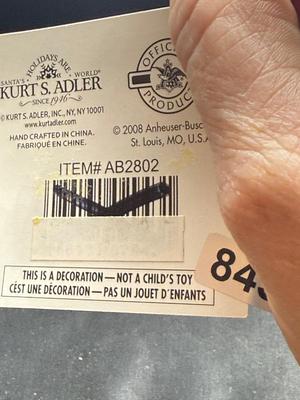 HOLIDAYS ARE
SANTA'S WORLD®
KURT S. ADLER
SINCE 1946
© KURT S. ADLER, INC., NY, NY 10001
www.kurtadler.com
HAND CRAFTED IN CHINA.
FABRIQUÉ EN CHINE.
OFFICIAL
PRODUCT
© 2008 Anheuser-Busc
St. Louis, MO, U.S.A
ITEM# AB2802
THIS IS A DECORATION — NOT A CHILD'S TOY
CÉST UNE DÉCORATION — PAS UN JOUET D'ENFANTS